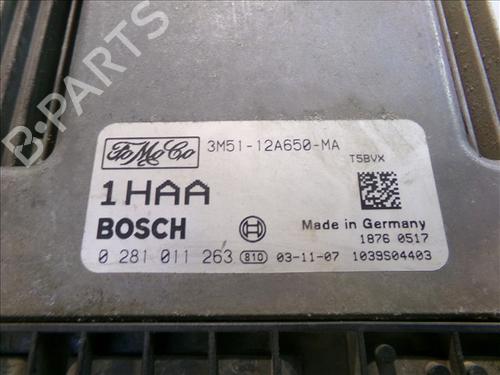 B-PARTS
FoMoCo 3M51-12A650-MA
T5BVX
1HAA
BOSCH
Made in Germany
1876 0517
0 281 011 263 810 03-11-07 1039S04403